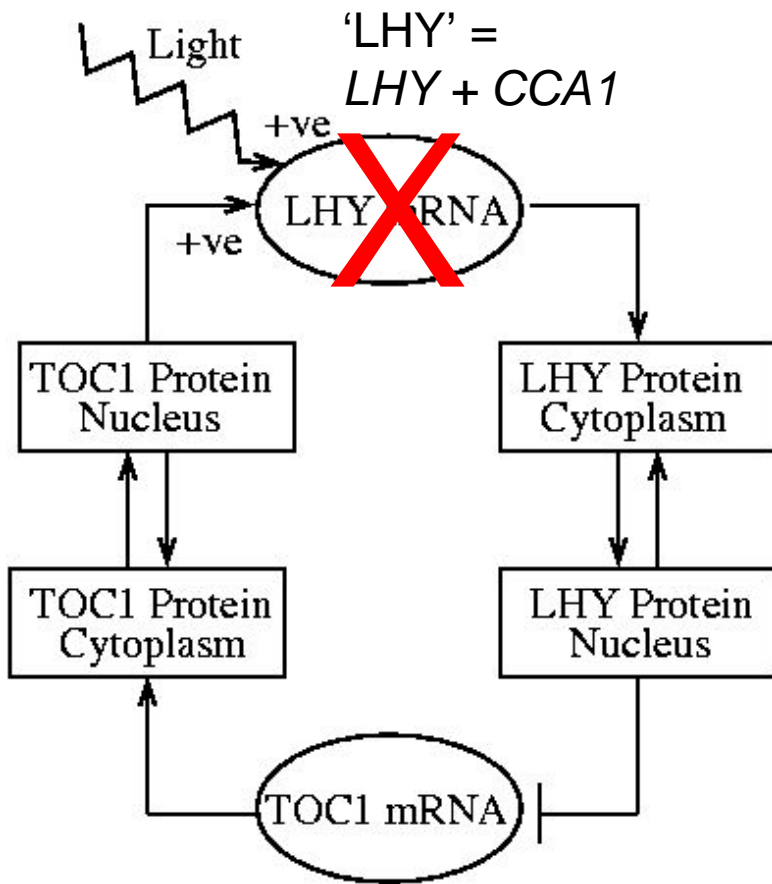 'LHY' =
LHY + CCA1
Light
+ve
LHY mRNA
+ve
TOC1 Protein
Nucleus
LHY Protein
Cytoplasm
TOC1 Protein
Cytoplasm
LHY Protein
Nucleus
TOC1 mRNA